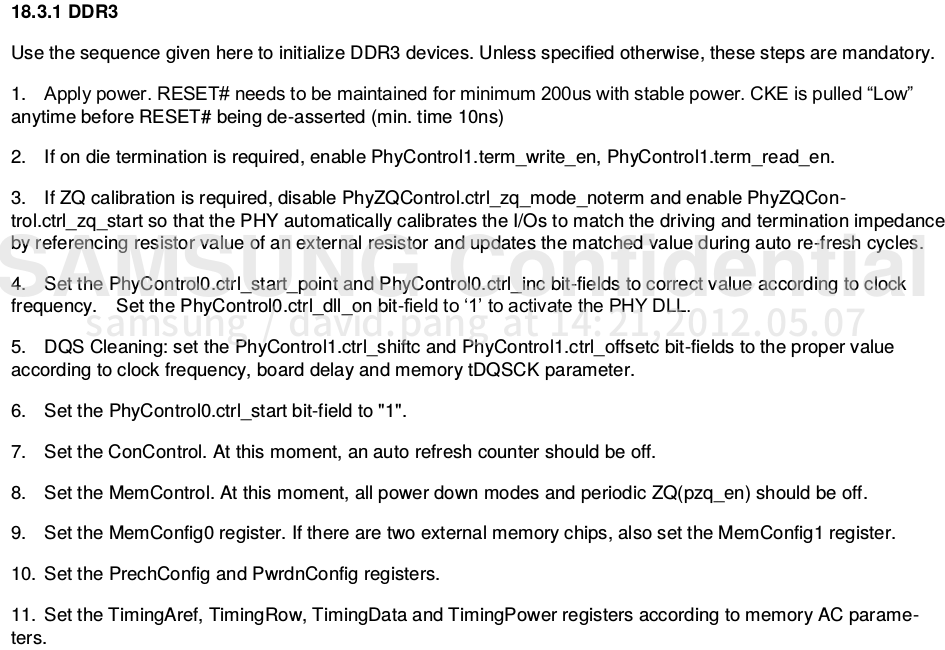 18.3.1 DDR3
Use the sequence given here to initialize DDR3 devices. Unless specified otherwise, these steps are mandatory.
1. Apply power. RESET# needs to be maintained for minimum 200us with stable power. CKE is pulled “Low”
anytime before RESET# being de-asserted (min. time 10ns)
2. If on die termination is required, enable PhyControl1.term_write_en, PhyControl1.term_read_en.
3. If ZQ calibration is required, disable PhyZQControl.ctrl_zq_mode_noterm and enable PhyZQCon-
trol.ctrl_zq_start so that the PHY automatically calibrates the I/Os to match the driving and termination impedance
by referencing resistor value of an external resistor and updates the matched value during auto re-fresh cycles.
SAMSUNG Confidential
4. Set the PhyControl0.ctrl_start_point and PhyControl0.ctrl_inc bit-fields to correct value according to clock
frequency. Set the PhyControl0.ctrl_dll_on bit-field to ‘1’ to activate the PHY DLL.
samsung / david.pang at 14:21,2012.05.07
5. DQS Cleaning: set the PhyControl1.ctrl_shiftc and PhyControl1.ctrl_offsetc bit-fields to the proper value
according to clock frequency, board delay and memory tDQSCK parameter.
6. Set the PhyControl0.ctrl_start bit-field to "1".
7. Set the ConControl. At this moment, an auto refresh counter should be off.
8. Set the MemControl. At this moment, all power down modes and periodic ZQ(pzq_en) should be off.
9. Set the MemConfig0 register. If there are two external memory chips, also set the MemConfig1 register.
10. Set the PrechConfig and PwrdnConfig registers.
11. Set the TimingAref, TimingRow, TimingData and TimingPower registers according to memory AC parame-
ters.